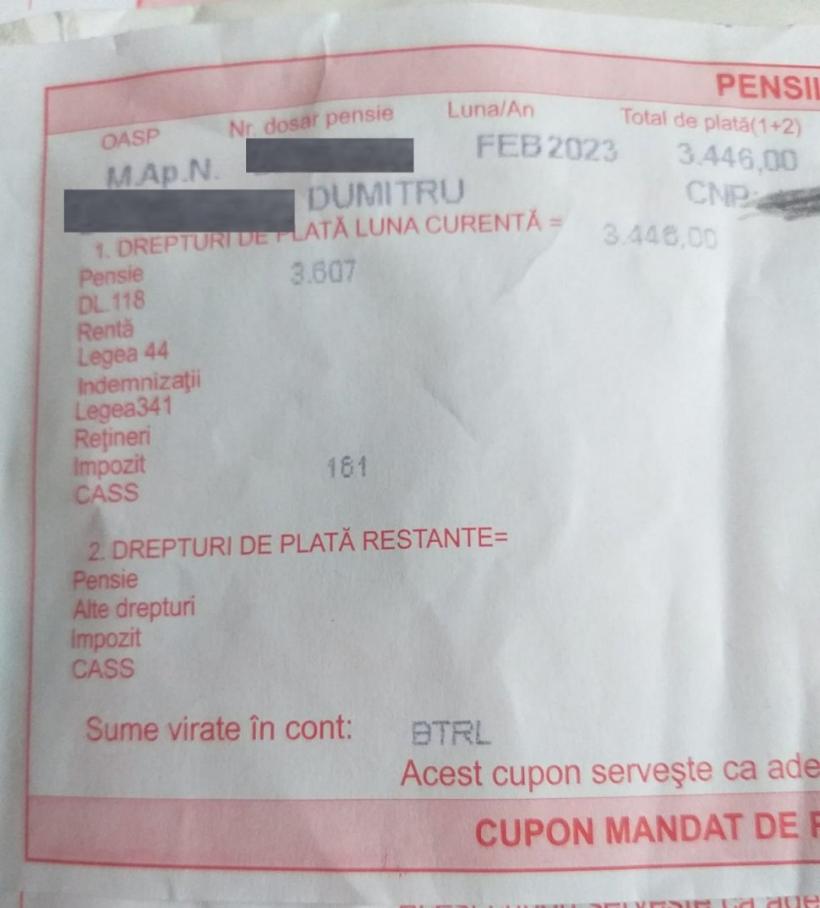 PENSII
OASP Nr. dosar pensie Luna/An Total de plată(1+2)
M.Ap.N. FEB 2023 3.446,00
DUMITRU CNP:
1. DREPTURI DE PLATĂ LUNA CURENTĂ = 3.446,00
Pensie 3.607
DL.118
Rentă
Legea 44
Indemnizaţii
Legea341
Reţineri
Impozit 161
CASS
2. DREPTURI DE PLATĂ RESTANTE=
Pensie
Alte drepturi
Impozit
CASS
Sume virate în cont: BTRL
Acest cupon serveşte ca ade
CUPON MANDAT DE